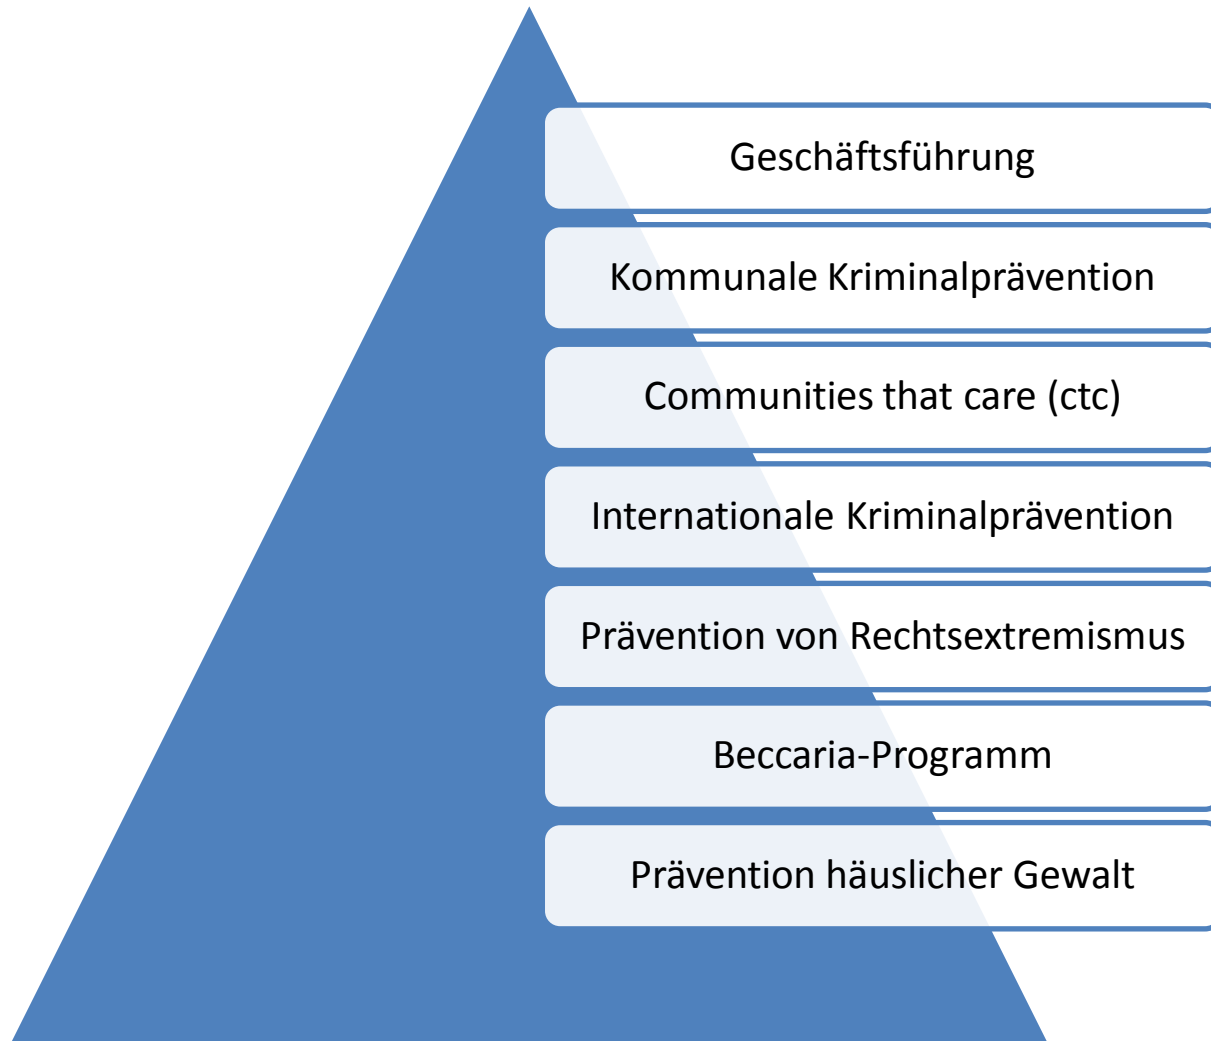 Geschäftsführung
Kommunale Kriminalprävention
Communities that care (ctc)
Internationale Kriminalprävention
Prävention von Rechtsextremismus
Beccaria-Programm
Prävention häuslicher Gewalt